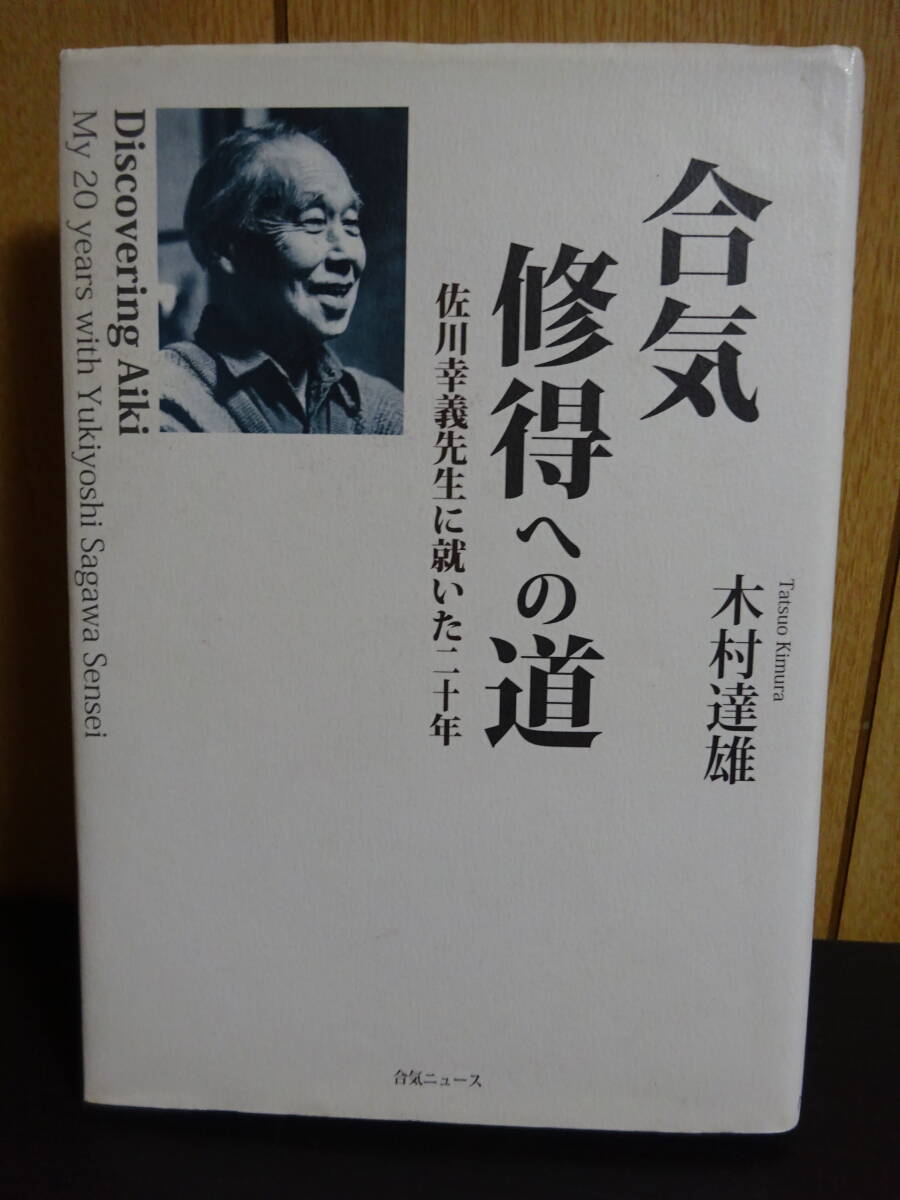 合気
修得への道
佐川幸義先生に就いた二十年
木村達雄
Tatsuo Kimura
Discovering Aiki
My 20 years with Yukiyoshi Sagawa Sensei
合気ニュース